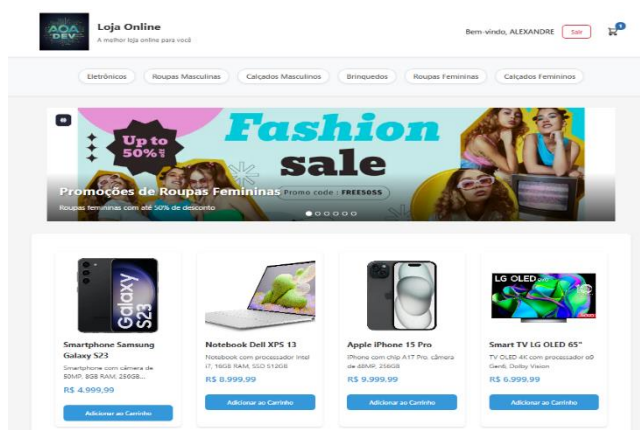 AOA
DEV
Loja Online
A melhor loja online para você
Bem-vindo, ALEXANDRE
Sair
Eletrônicos
Roupas Masculinas
Calçados Masculinos
Brinquedos
Roupas Femininas
Calçados Femininos
Up to
50%
Fashion
sale
Promo code : FREES0SS
Promoções de Roupas Femininas
Roupas femininas com até 50% de desconto
Galaxy
S23
LG OLED
Smartphone Samsung
Galaxy S23
Smartphone com câmera de
50MP, 8GB RAM, 256GB...
R$ 4.999,99
Adicionar ao Carrinho
Notebook Dell XPS 13
Notebook com processador Intel
i7, 16GB RAM, SSD 512GB
R$ 8.999,99
Adicionar ao Carrinho
Apple iPhone 15 Pro
iPhone com chip A17 Pro, câmera
de 48MP, 256GB
R$ 9.999,99
Adicionar ao Carrinho
Smart TV LG OLED 65"
TV OLED 4K com processador α9
Gen6, Dolby Vision
R$ 6.999,99
Adicionar ao Carrinho